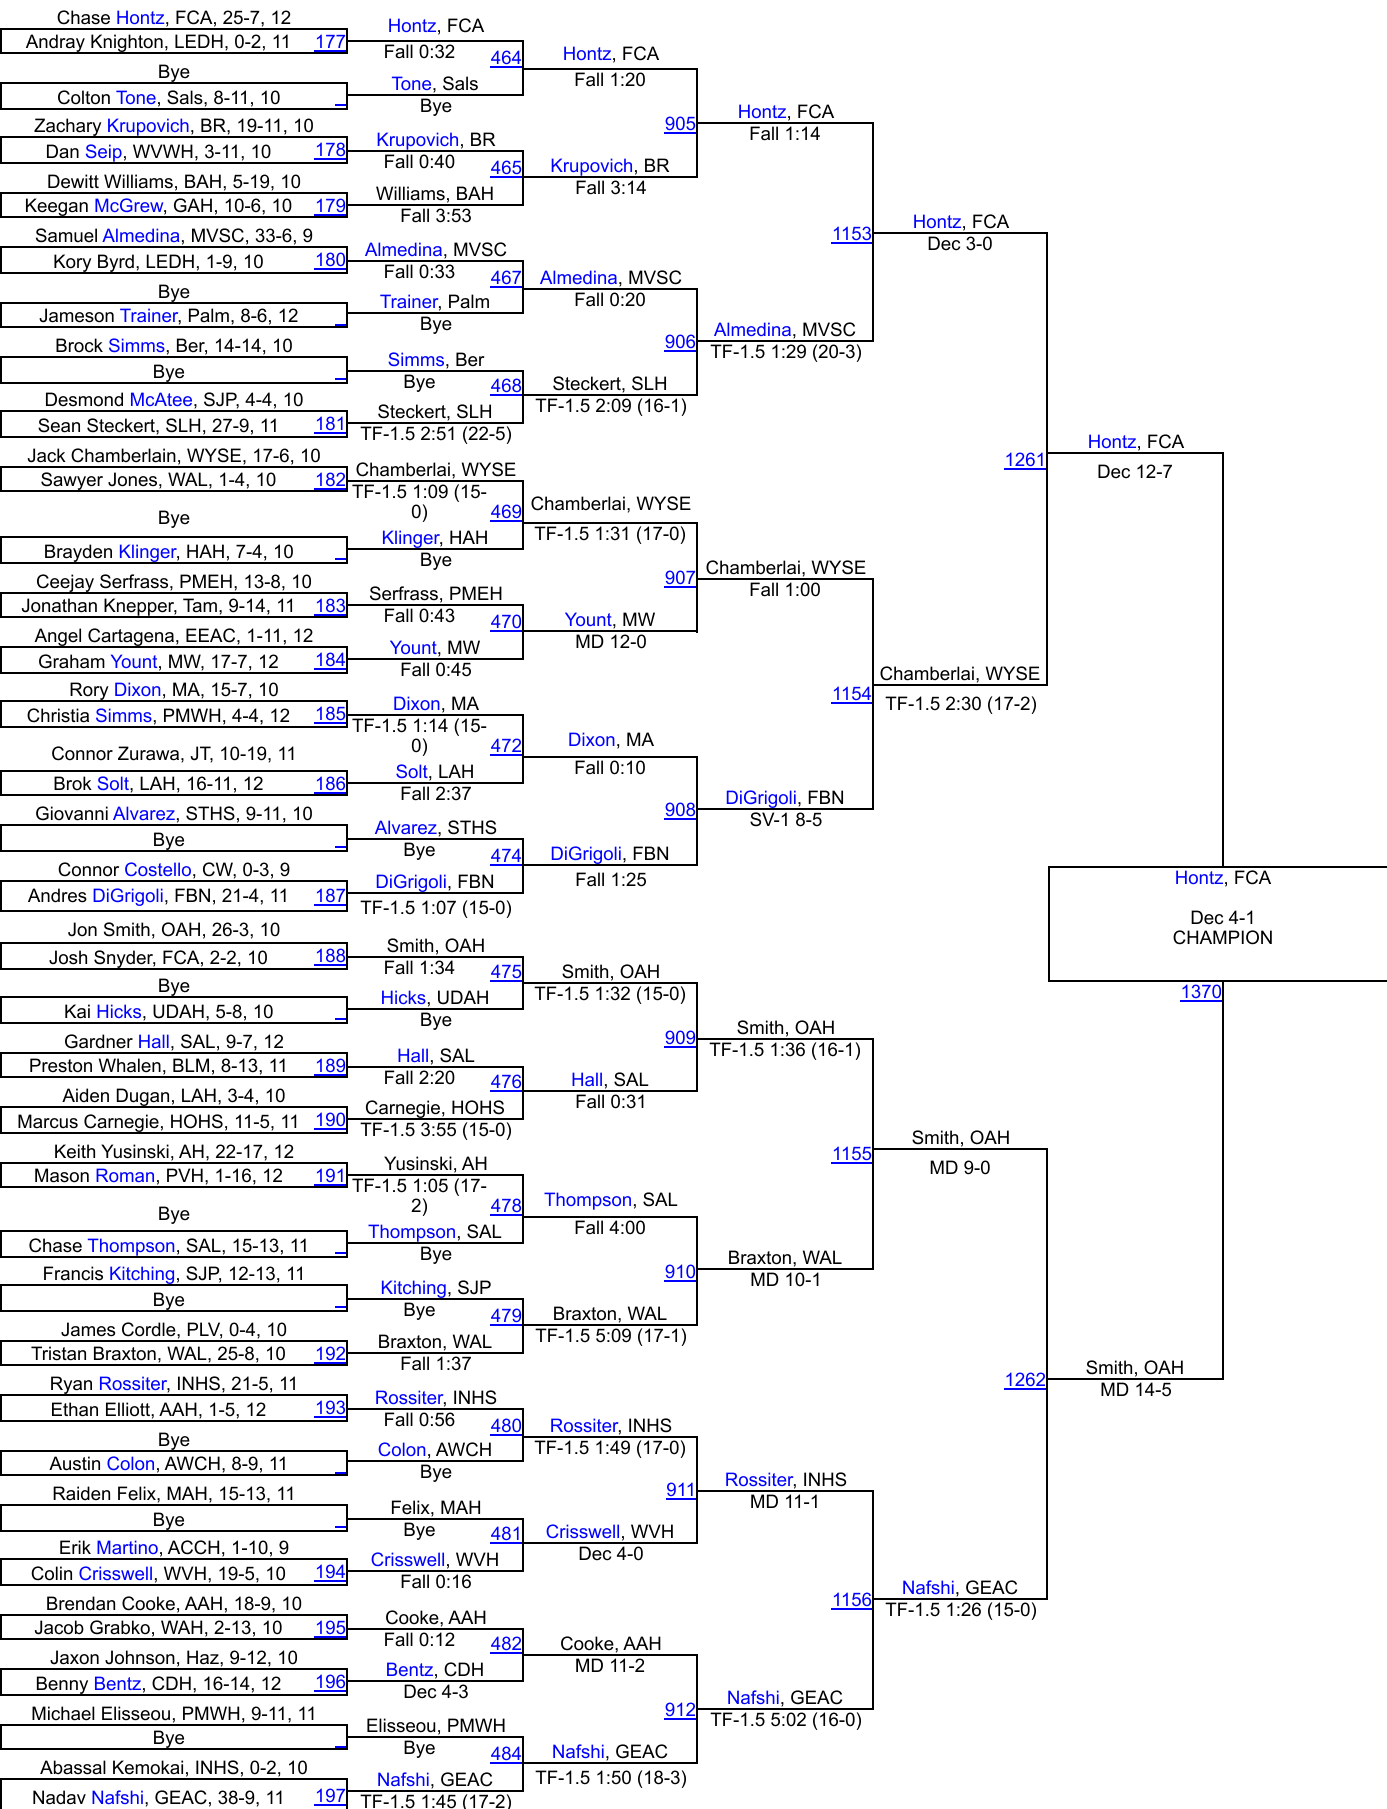 Chase Hontz, FCA, 25-7, 12
Andray Knighton, LEDH, 0-2, 11 177
Bye
Colton Tone, Sals, 8-11, 10
Zachary Krupovich, BR, 19-11, 10
Dan Seip, WVWH, 3-11, 10 178
Dewitt Williams, BAH, 5-19, 10
Keegan McGrew, GAH, 10-6, 10 179
Samuel Almedina, MVSC, 33-6, 9
Kory Byrd, LEDH, 1-9, 10 180
Bye
Jameson Trainer, Palm, 8-6, 12
Brock Simms, Ber, 14-14, 10
Bye
Desmond McAtee, SJP, 4-4, 10
Sean Steckert, SLH, 27-9, 11 181
Jack Chamberlain, WYSE, 17-6, 10
Sawyer Jones, WAL, 1-4, 10 182
Bye
Brayden Klinger, HAH, 7-4, 10
Ceejay Serfrass, PMEH, 13-8, 10
Jonathan Knepper, Tam, 9-14, 11 183
Angel Cartagena, EEAC, 1-11, 12
Graham Yount, MW, 17-7, 12 184
Rory Dixon, MA, 15-7, 10
Christia Simms, PMWH, 4-4, 12 185
Connor Zurawa, JT, 10-19, 11
Brok Solt, LAH, 16-11, 12 186
Giovanni Alvarez, STHS, 9-11, 10
Bye
Connor Costello, CW, 0-3, 9
Andres DiGrigoli, FBN, 21-4, 11 187
Jon Smith, OAH, 26-3, 10
Josh Snyder, FCA, 2-2, 10 188
Bye
Kai Hicks, UDAH, 5-8, 10
Gardner Hall, SAL, 9-7, 12
Preston Whalen, BLM, 8-13, 11 189
Aiden Dugan, LAH, 3-4, 10
Marcus Carnegie, HOHS, 11-5, 11 190
Keith Yusinski, AH, 22-17, 12
Mason Roman, PVH, 1-16, 12 191
Bye
Chase Thompson, SAL, 15-13, 11
Francis Kitching, SJP, 12-13, 11
Bye
James Cordle, PLV, 0-4, 10
Tristan Braxton, WAL, 25-8, 10 192
Ryan Rossiter, INHS, 21-5, 11
Ethan Elliott, AAH, 1-5, 12 193
Bye
Austin Colon, AWCH, 8-9, 11
Raiden Felix, MAH, 15-13, 11
Bye
Erik Martino, ACCH, 1-10, 9
Colin Crisswell, WVH, 19-5, 10 194
Brendan Cooke, AAH, 18-9, 10
Jacob Grabko, WAH, 2-13, 10 195
Jaxon Johnson, Haz, 9-12, 10
Benny Bentz, CDH, 16-14, 12 196
Michael Elisseou, PMWH, 9-11, 11
Bye
Abassal Kemokai, INHS, 0-2, 10
Nadav Nafshi, GEAC, 38-9, 11 197
Hontz, FCA
Fall 0:32
464
Tone, Sals
Bye
Krupovich, BR
Fall 0:40
465
Williams, BAH
Fall 3:53
Almedina, MVSC
Fall 0:33
467
Trainer, Palm
Bye
Simms, Ber
Bye
468
Steckert, SLH
TF-1.5 2:51 (22-5)
Chamberlai, WYSE
TF-1.5 1:09 (15-
0)
469
Klinger, HAH
Bye
Serfrass, PMEH
Fall 0:43
470
Yount, MW
Fall 0:45
Dixon, MA
TF-1.5 1:14 (15-
0)
472
Solt, LAH
Fall 2:37
Alvarez, STHS
Bye
474
DiGrigoli, FBN
TF-1.5 1:07 (15-0)
Smith, OAH
Fall 1:34
475
Hicks, UDAH
Bye
Hall, SAL
Fall 2:20
476
Carnegie, HOHS
TF-1.5 3:55 (15-0)
Yusinski, AH
TF-1.5 1:05 (17-
2)
478
Thompson, SAL
Bye
Kitching, SJP
Bye
479
Braxton, WAL
Fall 1:37
Rossiter, INHS
Fall 0:56
480
Colon, AWCH
Bye
Felix, MAH
Bye
481
Crisswell, WVH
Fall 0:16
Cooke, AAH
Fall 0:12
482
Bentz, CDH
Dec 4-3
Elisseou, PMWH
Bye
484
Nafshi, GEAC
TF-1.5 1:45 (17-2)
Hontz, FCA
Fall 1:20
905
Krupovich, BR
Fall 3:14
Almedina, MVSC
Fall 0:20
906
Steckert, SLH
TF-1.5 2:09 (16-1)
Chamberlai, WYSE
TF-1.5 1:31 (17-0)
907
Yount, MW
MD 12-0
Dixon, MA
Fall 0:10
908
DiGrigoli, FBN
Fall 1:25
Smith, OAH
TF-1.5 1:32 (15-0)
909
Hall, SAL
Fall 0:31
Thompson, SAL
Fall 4:00
910
Braxton, WAL
TF-1.5 5:09 (17-1)
Rossiter, INHS
TF-1.5 1:49 (17-0)
911
Crisswell, WVH
Dec 4-0
Cooke, AAH
MD 11-2
912
Nafshi, GEAC
TF-1.5 1:50 (18-3)
Hontz, FCA
Fall 1:14
1153
Almedina, MVSC
TF-1.5 1:29 (20-3)
Chamberlai, WYSE
Fall 1:00
1154
DiGrigoli, FBN
SV-1 8-5
Smith, OAH
TF-1.5 1:36 (16-1)
1155
Braxton, WAL
MD 10-1
Rossiter, INHS
MD 11-1
1156
Nafshi, GEAC
TF-1.5 5:02 (16-0)
Hontz, FCA
Dec 3-0
1261
Chamberlai, WYSE
TF-1.5 2:30 (17-2)
Smith, OAH
MD 9-0
1262
Nafshi, GEAC
TF-1.5 1:26 (15-0)
Hontz, FCA
Dec 12-7
Hontz, FCA
Dec 4-1
CHAMPION
1370
Smith, OAH
MD 14-5